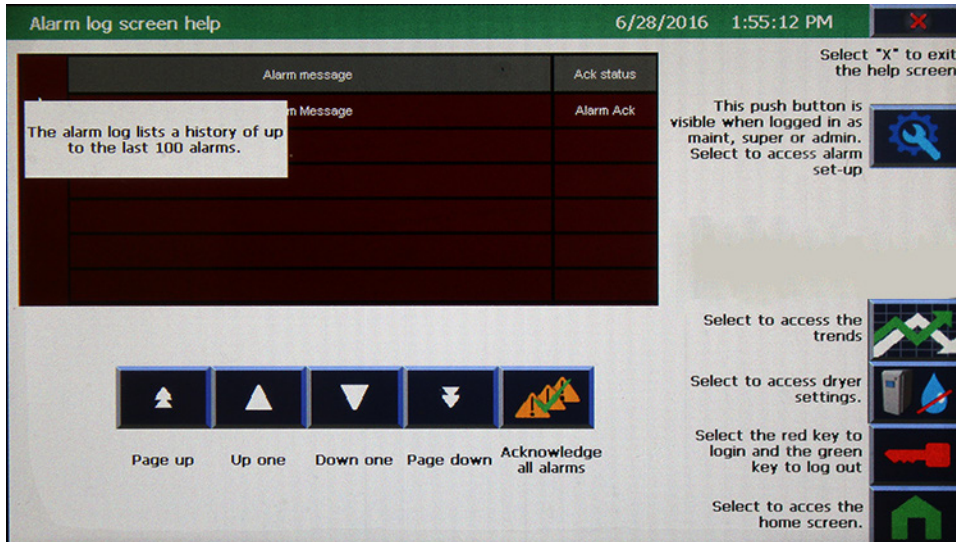 Alarm log screen help
6/28/2016 1:55:12 PM
Select "X" to exit
the help screen
Alarm message
Ack status
Message
Alarm Ack
The alarm log lists a history of up
to the last 100 alarms.
This push button is
visible when logged in as
maint, super or admin.
Select to access alarm
set-up
Select to access the
trends
Select to access dryer
settings.
Select the red key to
login and the green
key to log out
Select to acces the
home screen.
Page up
Up one
Down one
Page down
Acknowledge
all alarms